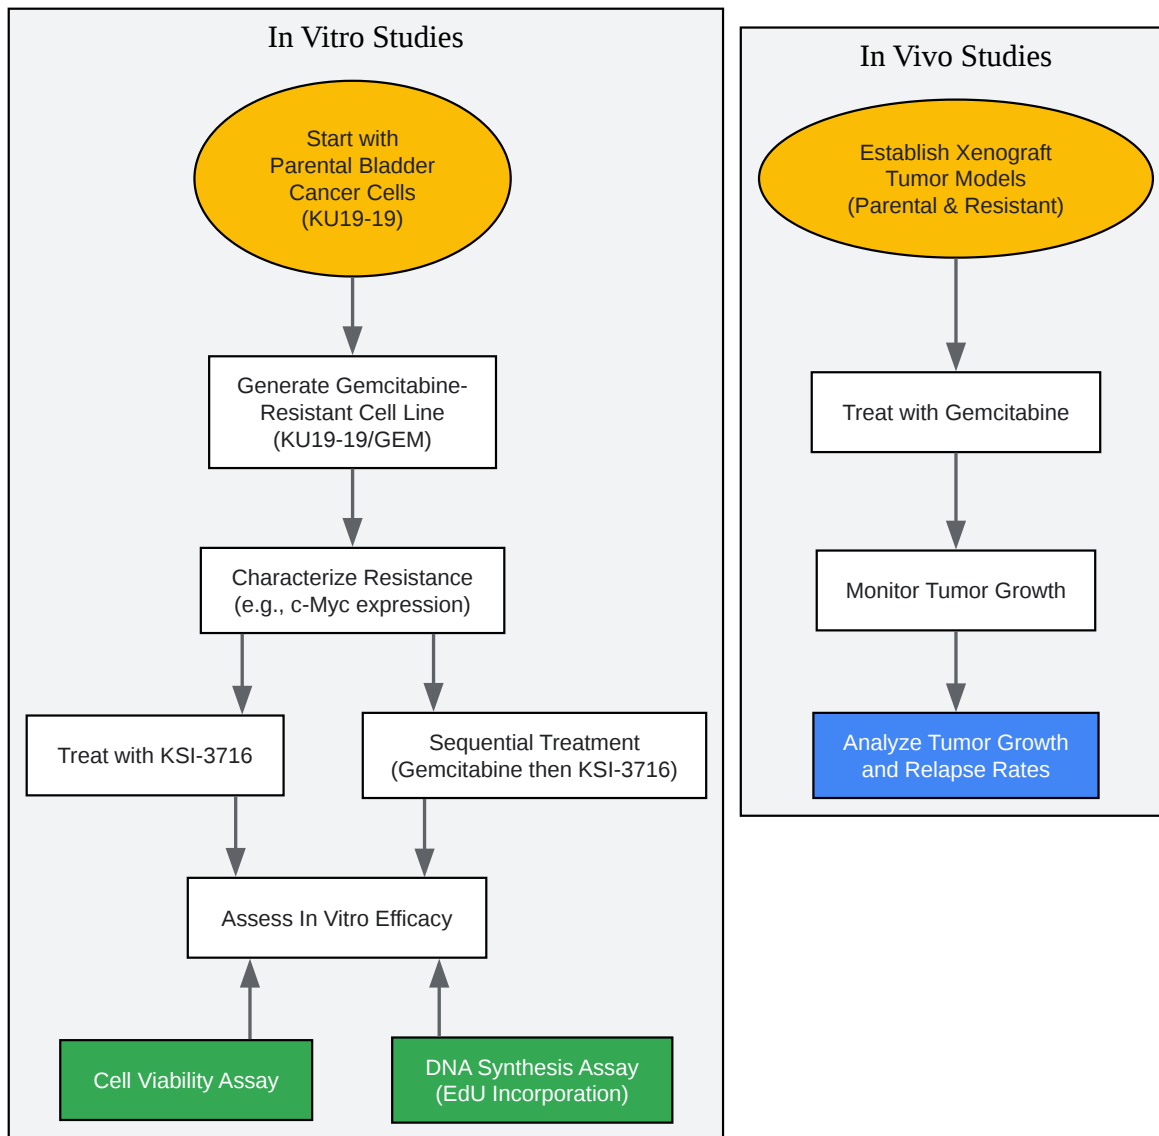 In Vitro Studies
Start with
Parental Bladder
Cancer Cells
(KU19-19)
Generate Gemcitabine-
Resistant Cell Line
(KU19-19/GEM)
Characterize Resistance
(e.g., c-Myc expression)
Treat with KSI-3716
Sequential Treatment
(Gemcitabine then KSI-3716)
Assess In Vitro Efficacy
Cell Viability Assay
DNA Synthesis Assay
(EdU Incorporation)
In Vivo Studies
Establish Xenograft
Tumor Models
(Parental & Resistant)
Treat with Gemcitabine
Monitor Tumor Growth
Analyze Tumor Growth
and Relapse Rates